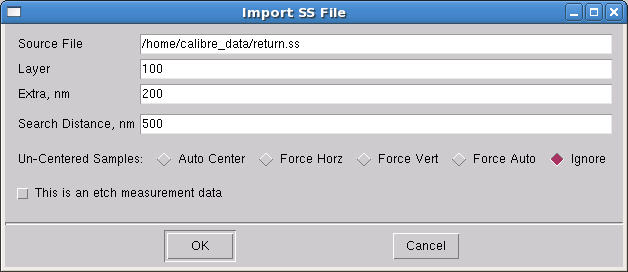 Import SS File
Source File /home/calibre_data/return.ss
Layer 100
Extra, nm 200
Search Distance, nm 500
Un-Centered Samples: Auto Center Force Horz Force Vert Force Auto Ignore
This is an etch measurement data
OK Cancel